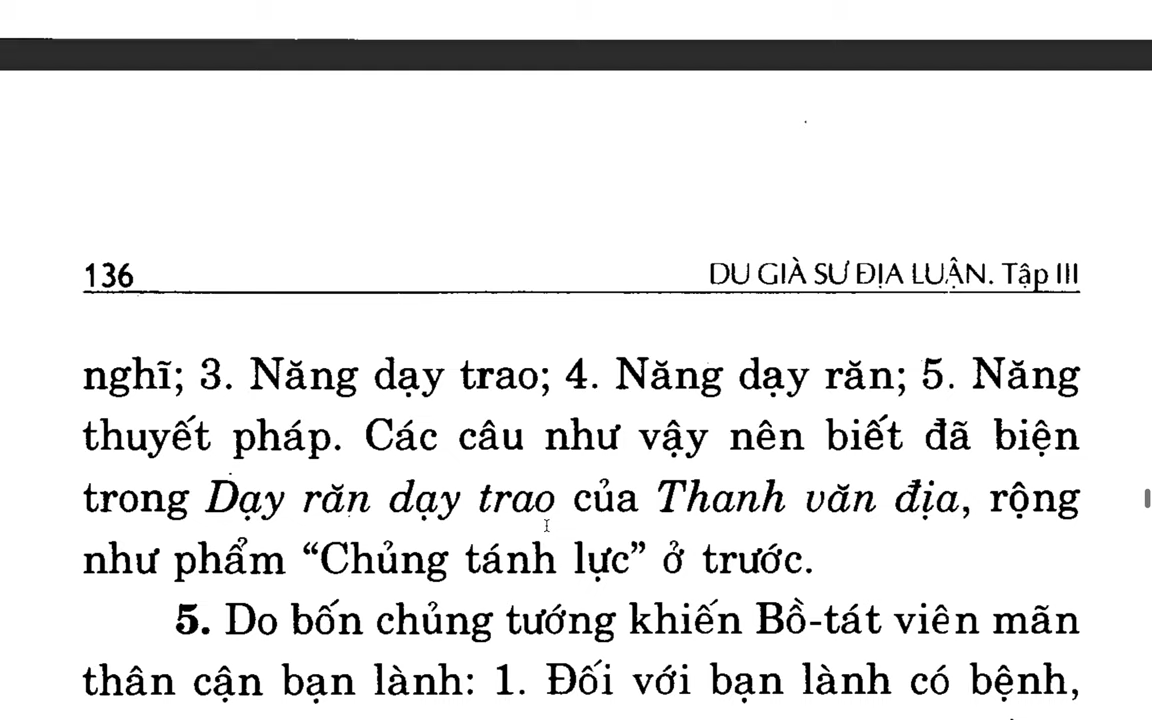 136 DU GIÀ SƯ ĐỊA LUẬN. Tập III
nghĩ; 3. Năng dạy trao; 4. Năng dạy răn; 5. Năng
thuyết pháp. Các câu như vậy nên biết đã biện
trong Dạy răn dạy trao của Thanh văn địa, rộng
như phẩm “Chủng tánh lực” ở trước.
5. Do bốn chủng tướng khiến Bồ-tát viên mãn
thân cận bạn lành: 1. Đối với bạn lành có bệnh,